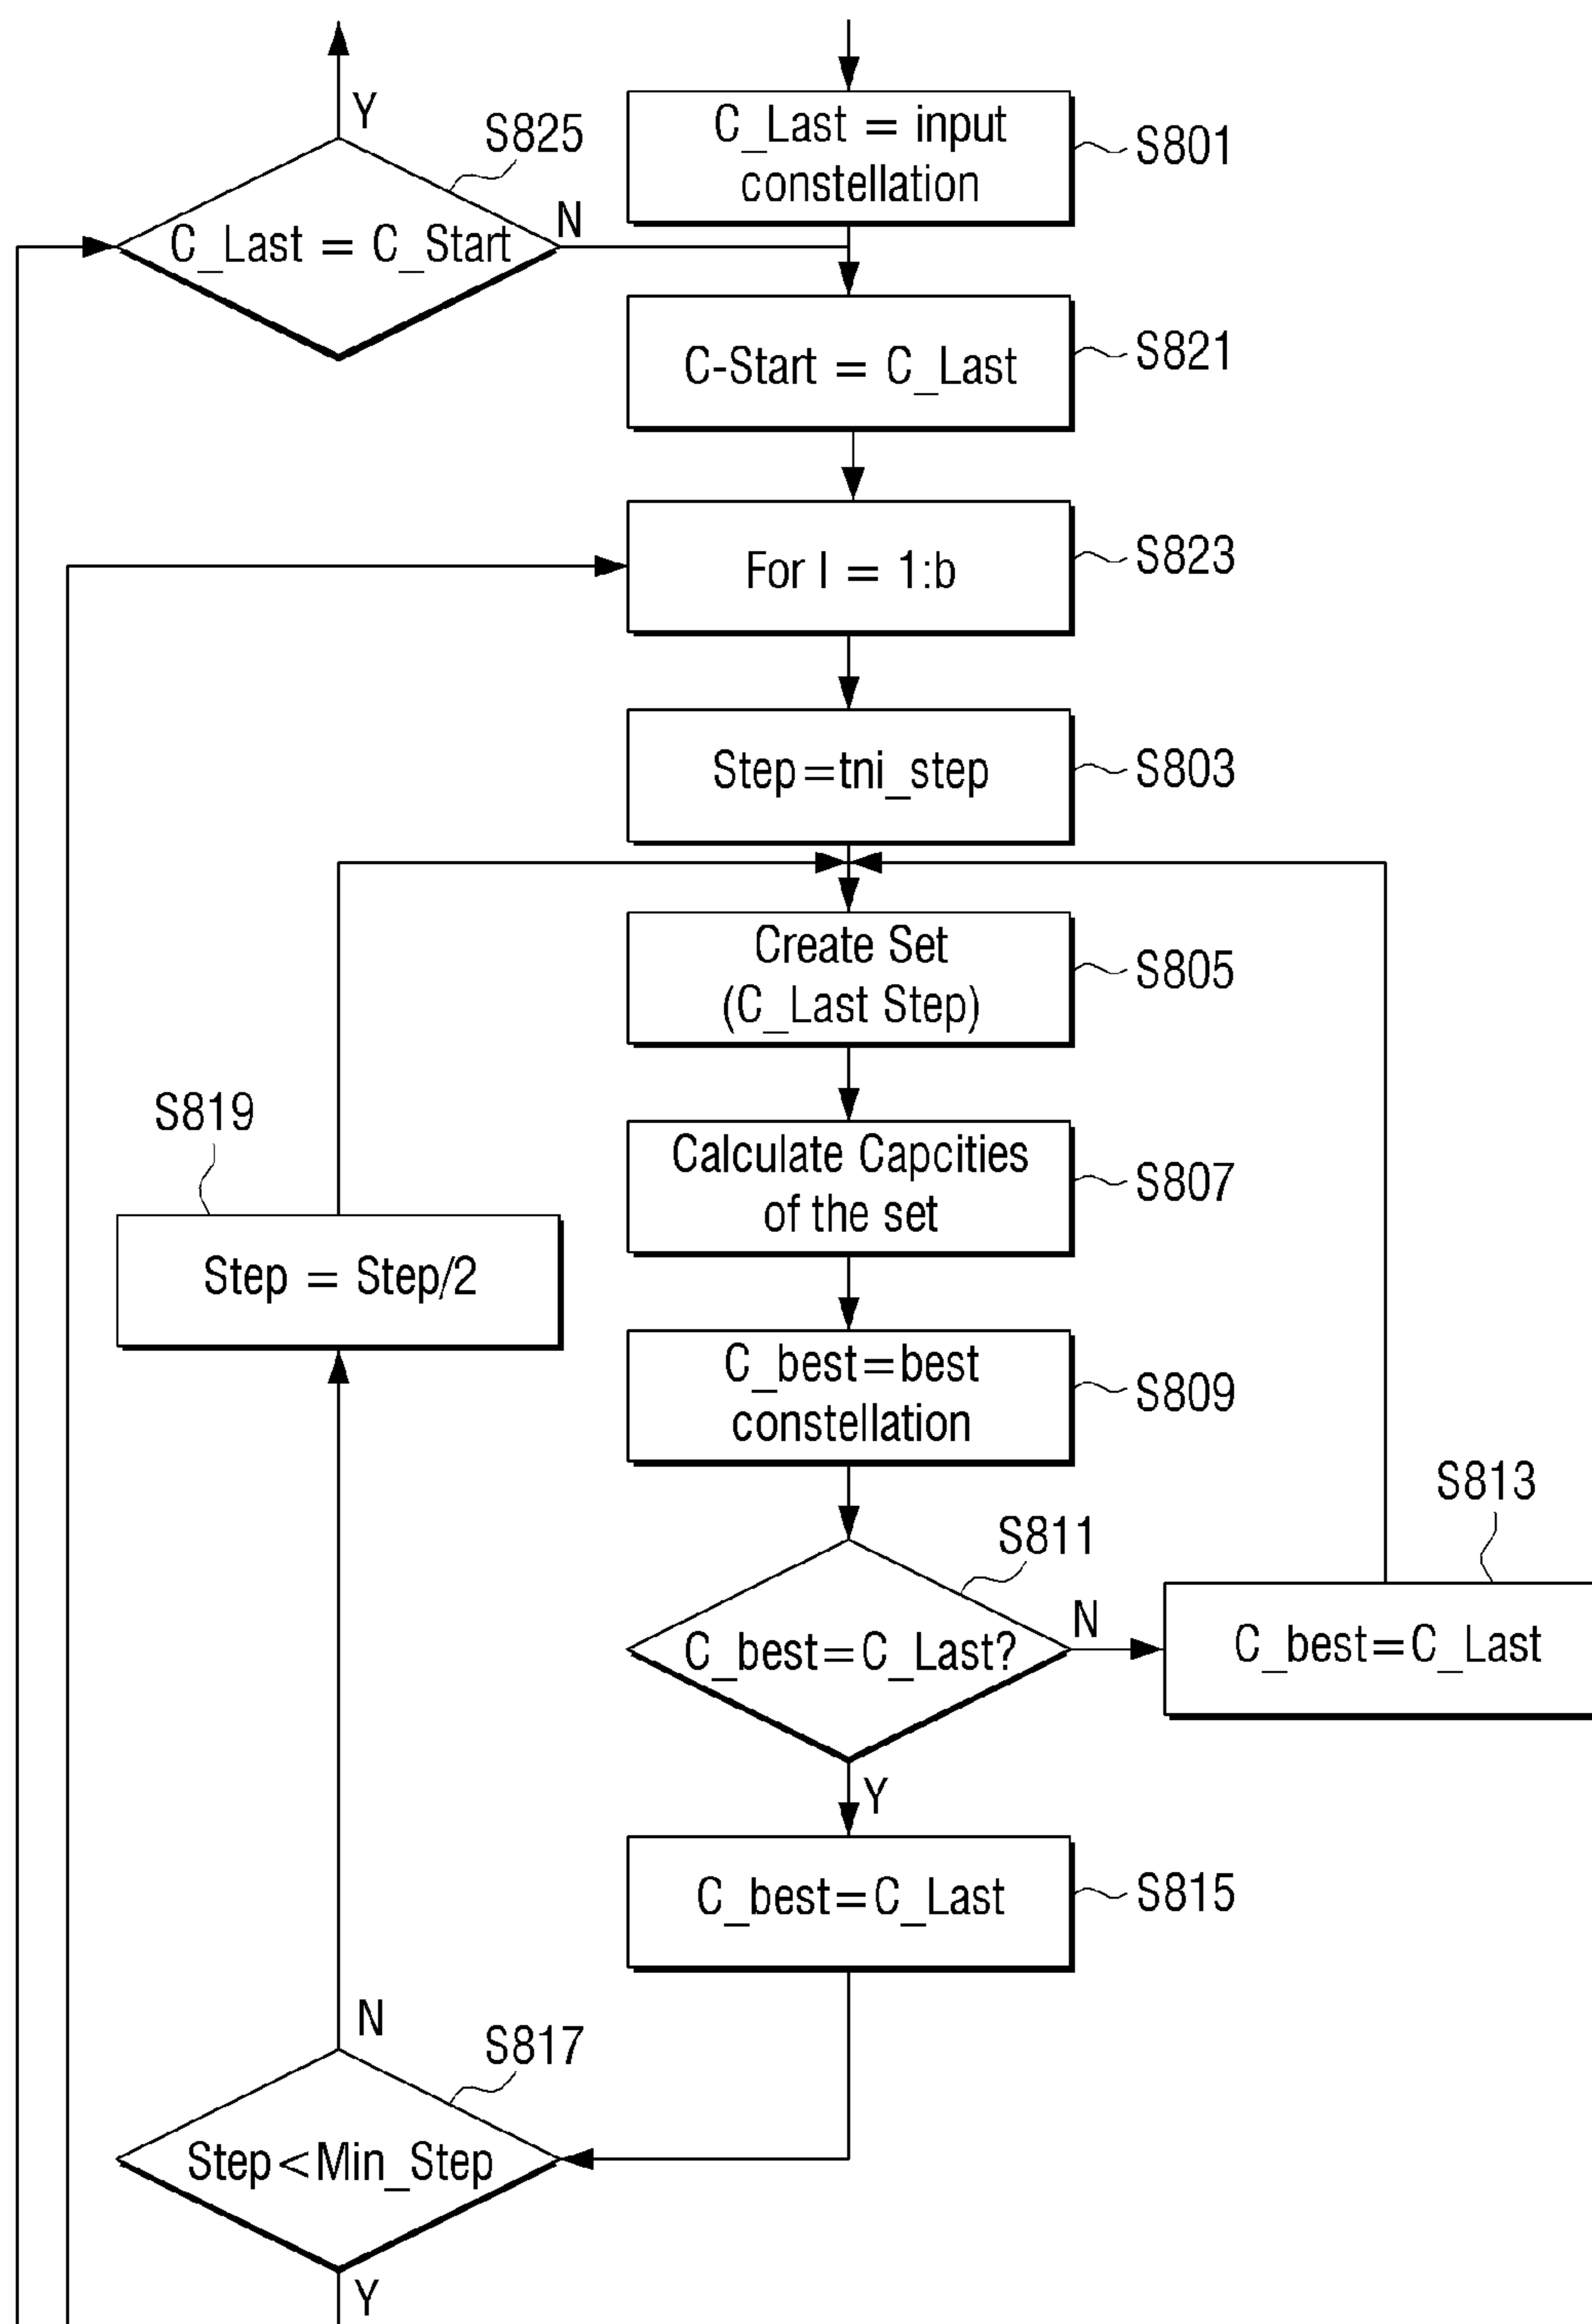 Y
S825
C_Last = C_Start
N
C_Last = input
constellation
S801
C-Start = C_Last
S821
For I = 1:b
S823
Step=tni_step
S803
Create Set
(C_Last Step)
S805
Calculate Capcities
of the set
S807
S819
Step = Step/2
C_best=best
constellation
S809
S811
C_best=C_Last?
N
S813
C_best=C_Last
Y
C_best=C_Last
S815
N
S817
Step<Min_Step
Y